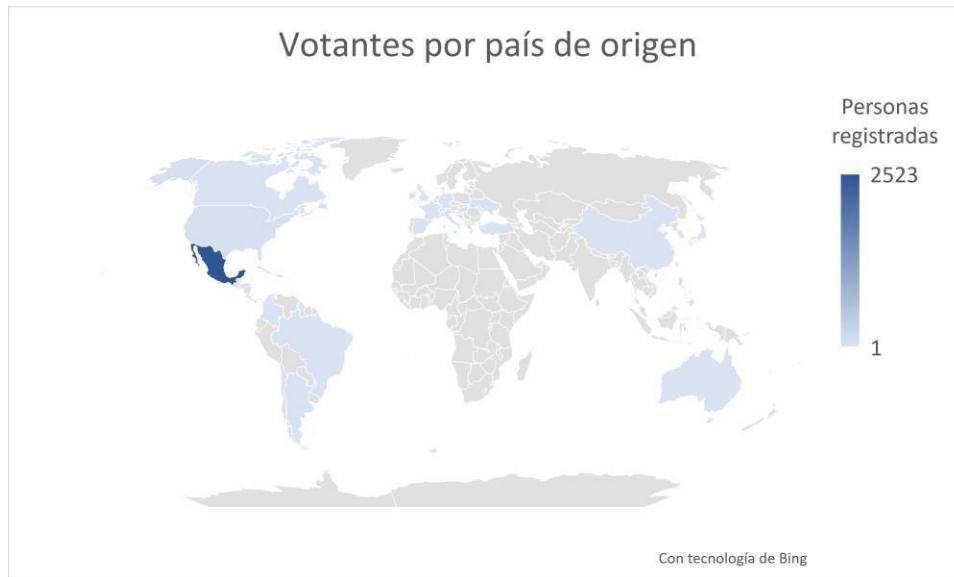 Votantes por país de origen
Personas
registradas
2523
1
Con tecnología de Bing